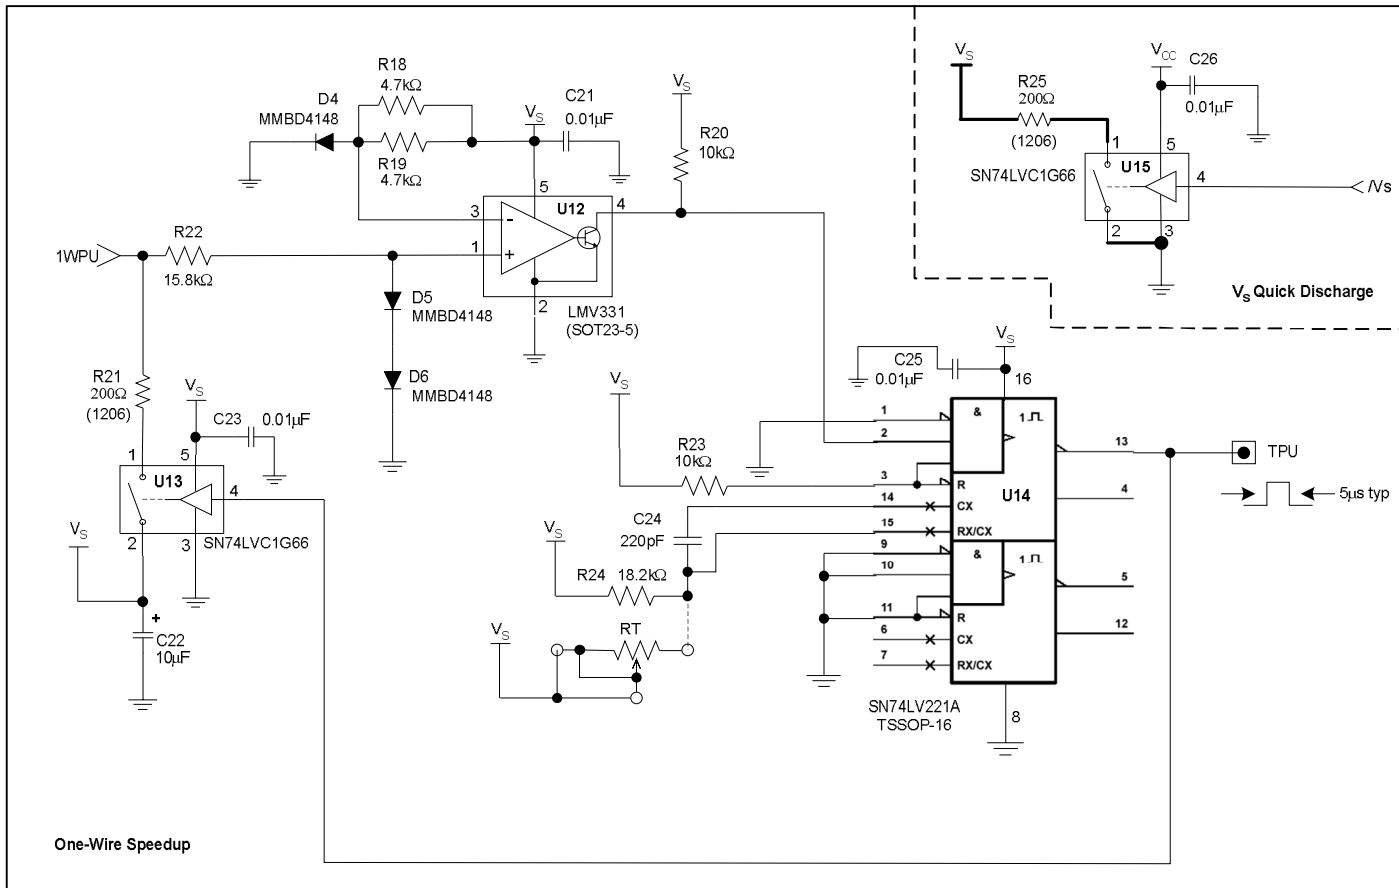 R18
4.7kΩ
D4
MMBD4148
R19
4.7kΩ
VS
C21
0.01µF
VS
R20
10kΩ
5
U12
4
3
-
1
+
2
LMV331
(SOT23-5)
1WPU
R22
15.8kΩ
D5
MMBD4148
D6
MMBD4148
R21
200Ω
(1206)
VS
C23
0.01µF
1
5
U13
4
2
3
SN74LVC1G66
VS
+
C22
10µF
VS
R25
200Ω
(1206)
VCC
C26
0.01µF
1
5
U15
SN74LVC1G66
4
/Vs
2
3
VS Quick Discharge
VS
C25
0.01µF
16
VS
R23
10kΩ
1
&
1
2
13
TPU
3
R
U14
14
CX
4
5µs typ
15
RX/CX
C24
220pF
9
&
1
10
5
11
R
12
6
CX
7
RX/CX
VS
R24
18.2kΩ
VS
RT
SN74LV221A
TSSOP-16
8
One-Wire Speedup